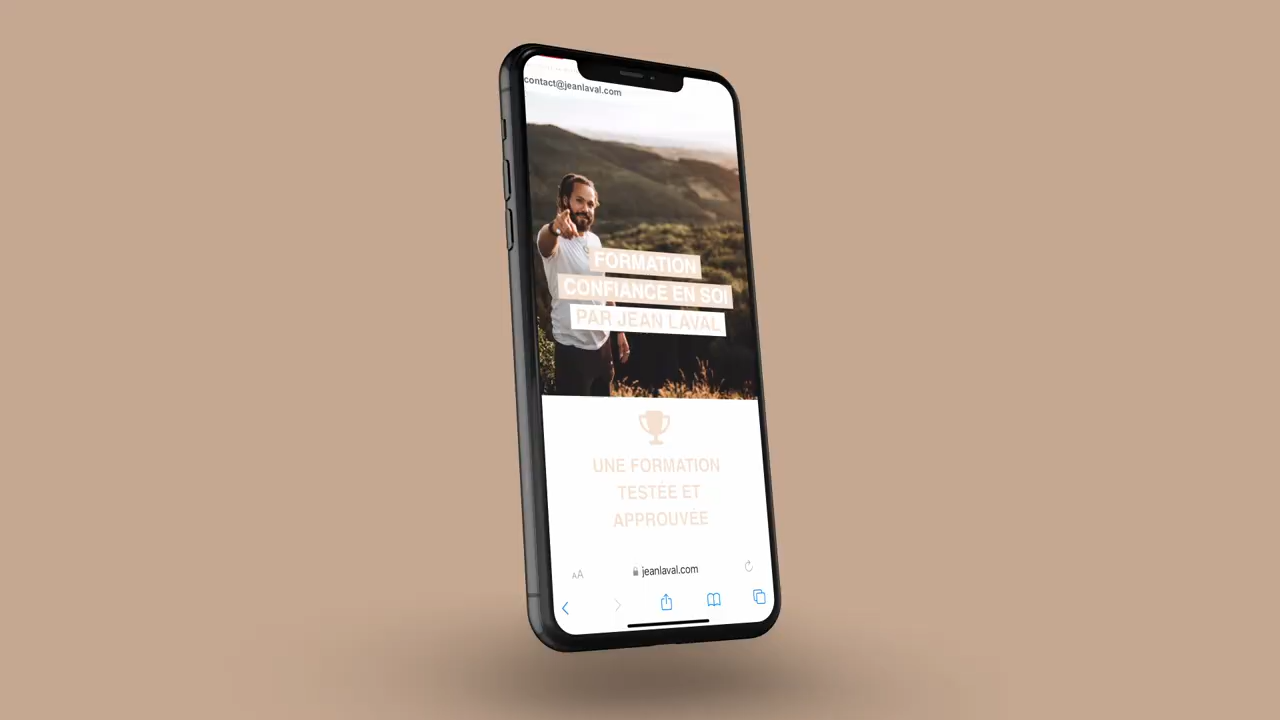 contact@jeanlaval.com
FORMATION
CONFIANCE EN SOI
PAR JEAN LAVAL
UNE FORMATION
TESTÉE ET
APPROUVÉE
AA
jeanlaval.com